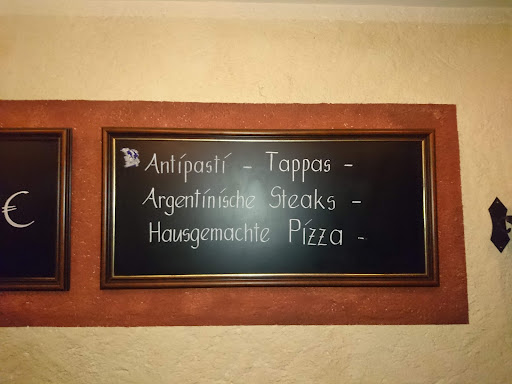 €
Antipasti - Tappas -
Argentinische Steaks -
Hausgemachte Pizza -